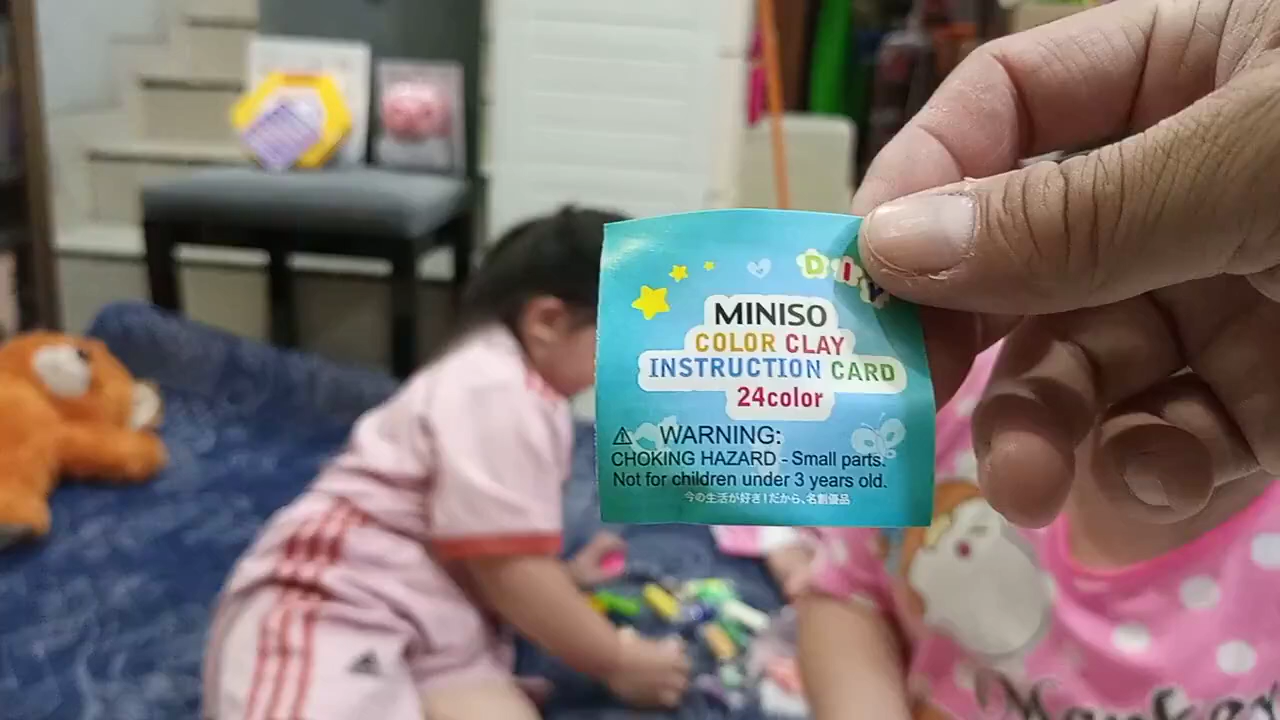 DIY
MINISO
COLOR CLAY
INSTRUCTION CARD
24color
WARNING:
CHOKING HAZARD - Small parts.
Not for children under 3 years old.
今の生活が好き!だから、名創優品